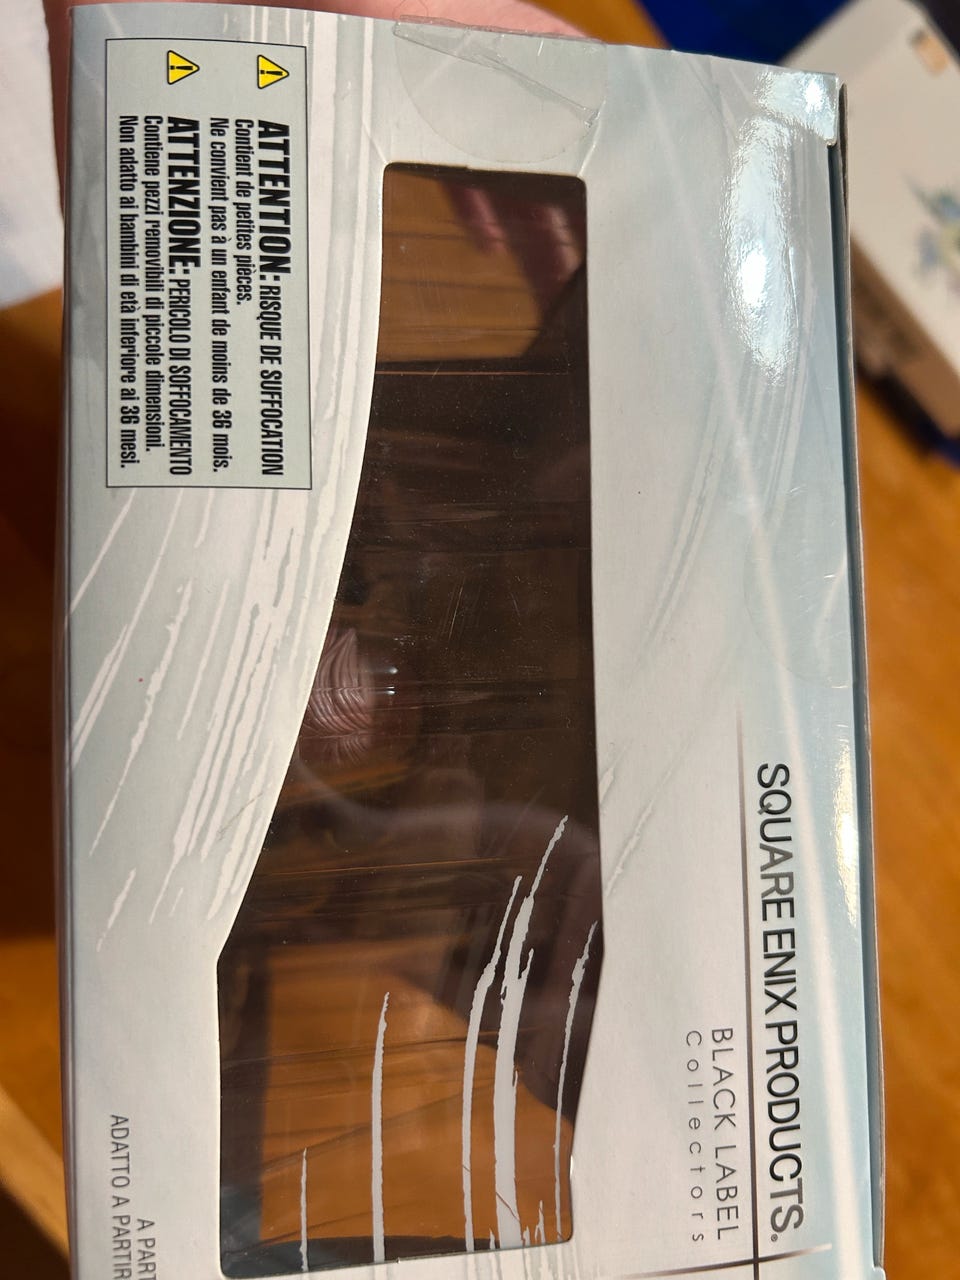 ATTENTION: RISQUE DE SUFFOCATION
Contient de petites pièces.
Ne convient pas à un enfant de moins de 36 mois.
ATTENZIONE: PERICOLO DI SOFFOCAMENTO
Contiene pezzi removibili di piccole dimensioni.
Non adatto ai bambini di età inferiore ai 36 mesi.
SQUARE ENIX PRODUCTS®
BLACK LABEL
Collectors
A PART
ADATTO A PARTIR